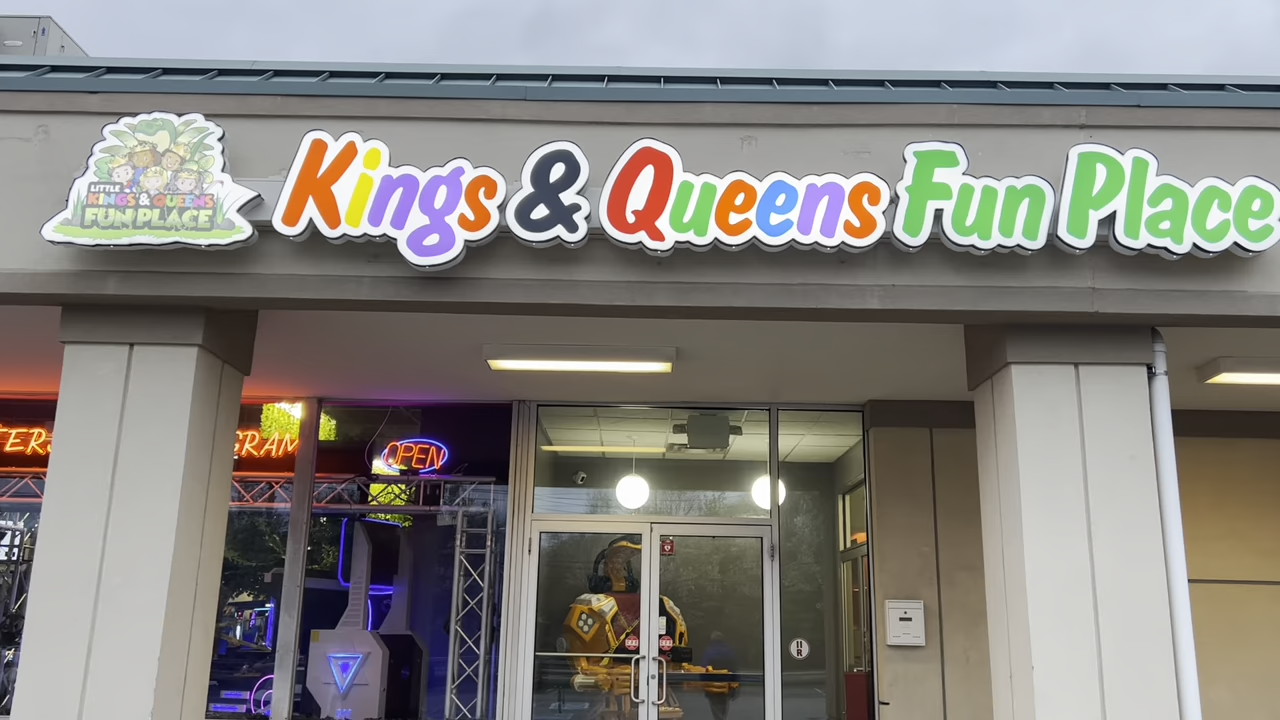 LITTLE
KINGS & QUEENS
FUN PLACE
Kings & Queens Fun Place
OPEN